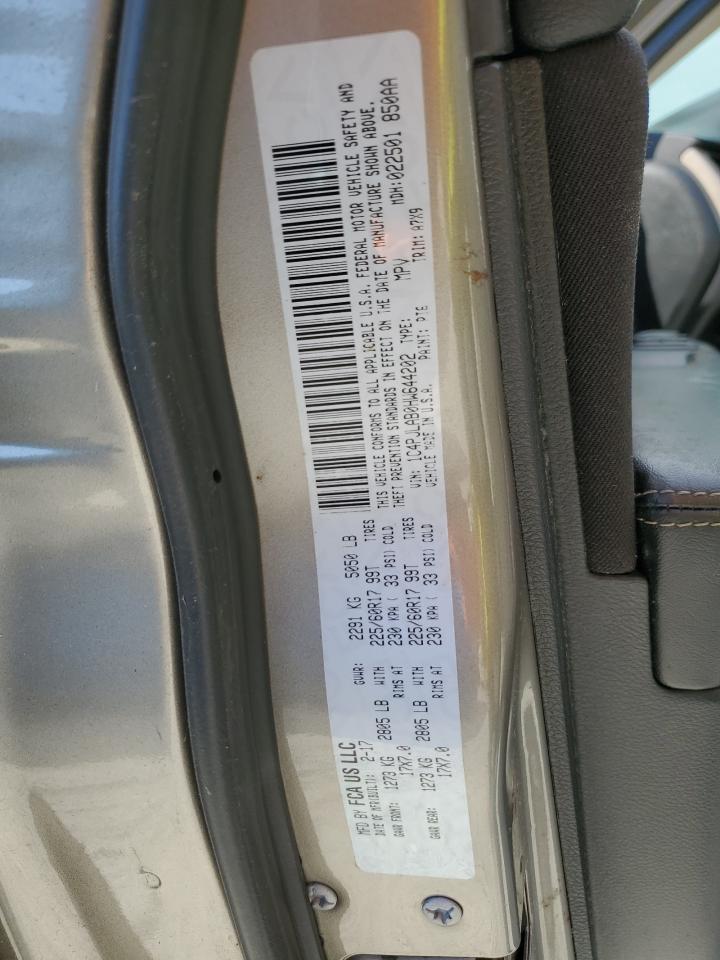 MFD BY FCA US LLC
DATE OF MFR(BUILT): 2-17 GVWR: 2291 KG 5050 LB
GAWR FRONT: 1273 KG 2805 LB WITH 225/60R17 99T TIRES
17X7.0 RIMS AT 230 KPA ( 33 PSI) COLD
GAWR REAR: 1273 KG 2805 LB WITH 225/60R17 99T TIRES
17X7.0 RIMS AT 230 KPA ( 33 PSI) COLD
THIS VEHICLE CONFORMS TO ALL APPLICABLE U.S.A. FEDERAL MOTOR VEHICLE SAFETY AND
THEFT PREVENTION STANDARDS IN EFFECT ON THE DATE OF MANUFACTURE SHOWN ABOVE.
VIN: 1C4PJLAB0HW644202 TYPE: MPV MDH:022501 850AA
VEHICLE MADE IN U.S.A. PAINT: PTE TRIM: A7X9